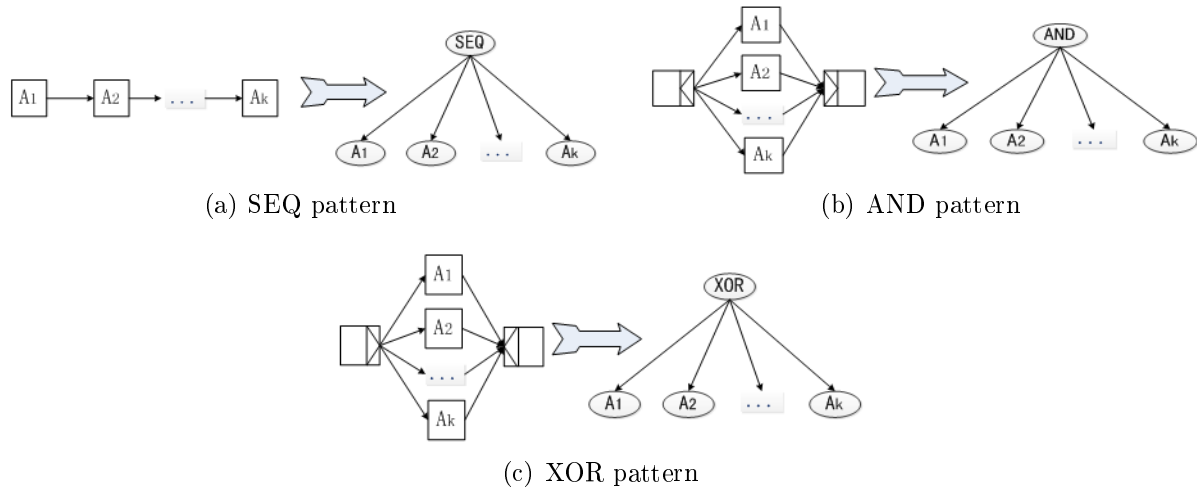 SEQ
A1 A2 ... Ak
A1 A2 ... Ak
(a) SEQ pattern
A1
A2
...
Ak
AND
A1 A2 ... Ak
(b) AND pattern
A1
A2
...
Ak
XOR
A1 A2 ... Ak
(c) XOR pattern